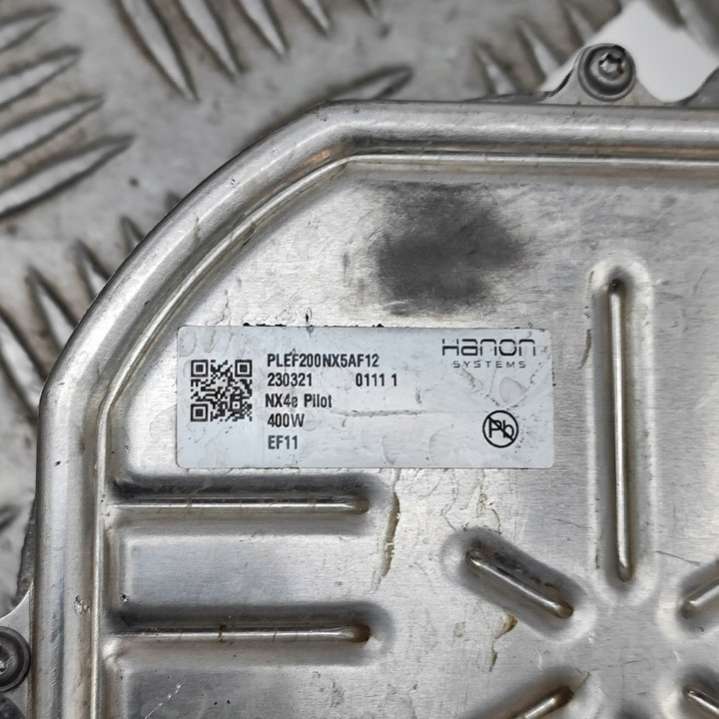 PLEF200NX5AF12
HANON
SYSTEMS
230321 0111 1
NX4e Pilot
400W
EF11
Pb